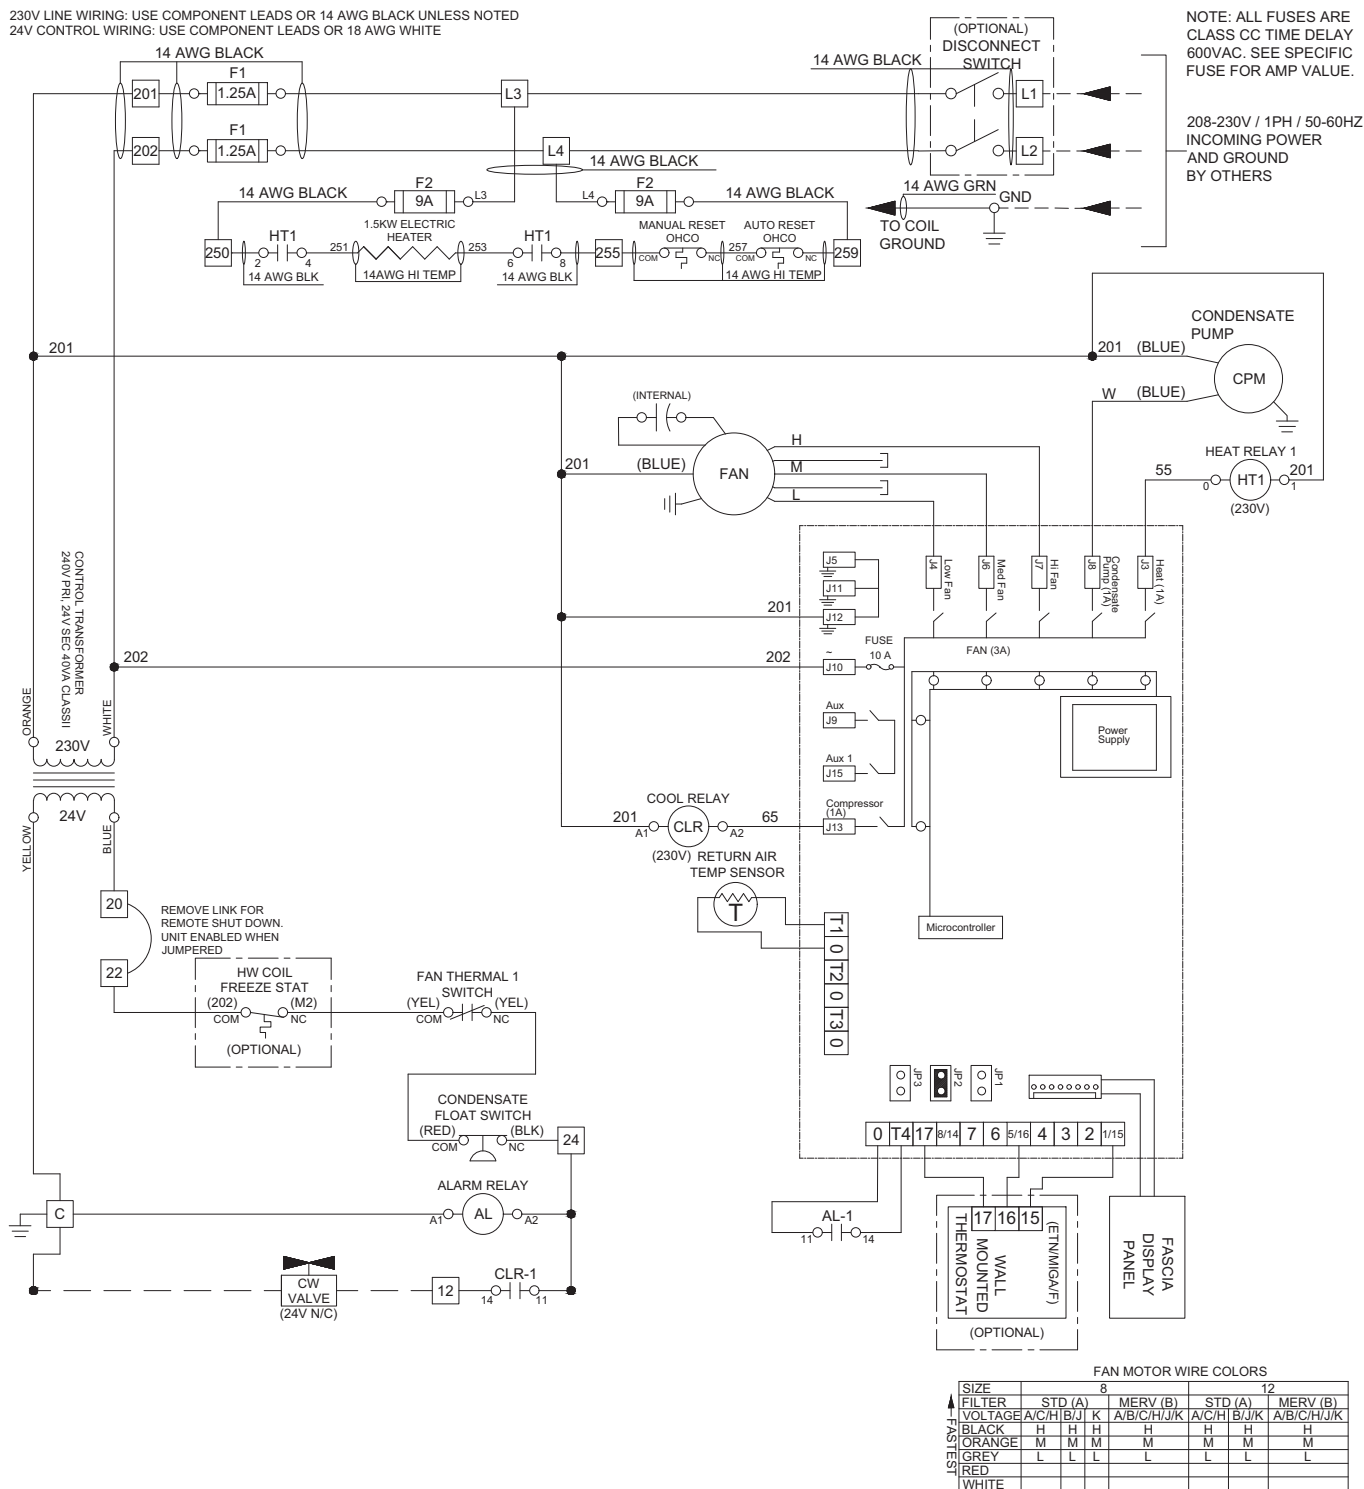 230V LINE WIRING: USE COMPONENT LEADS OR 14 AWG BLACK UNLESS NOTED
24V CONTROL WIRING: USE COMPONENT LEADS OR 18 AWG WHITE
14 AWG BLACK
201
F1
1.25A
202
F1
1.25A
L3
L4
14 AWG BLACK
14 AWG BLACK
(OPTIONAL)
DISCONNECT
SWITCH
L1
L2
NOTE: ALL FUSES ARE
CLASS CC TIME DELAY
600VAC. SEE SPECIFIC
FUSE FOR AMP VALUE.
208-230V / 1PH / 50-60HZ
INCOMING POWER
AND GROUND
BY OTHERS
14 AWG GRN
GND
TO COIL
GROUND
14 AWG BLACK
F2
9A
L3
L4
F2
9A
14 AWG BLACK
250
HT1
2
4
14 AWG BLK
251
1.5KW ELECTRIC
HEATER
253
14AWG HI TEMP
HT1
6
8
14 AWG BLK
255
MANUAL RESET
OHCO
COM
NC
257
AUTO RESET
OHCO
COM
NC
14 AWG HI TEMP
259
201
201
(BLUE)
CONDENSATE
PUMP
CPM
W
(BLUE)
(INTERNAL)
201
(BLUE)
FAN
H
M
L
HEAT RELAY 1
55
0
HT1
1
201
(230V)
J5
J11
201
J12
J4
Low Fan
J6
Med Fan
J7
Hi Fan
J8
Condensate
Pump (1A)
J3
Heat (1A)
FAN (3A)
202
202
~
J10
FUSE
10 A
Aux
J9
Aux 1
J15
Power
Supply
CONTROL TRANSFORMER
240V PRI, 24V SEC 40VA CLASSII
ORANGE
WHITE
230V
24V
YELLOW
BLUE
COOL RELAY
201
A1
CLR
A2
65
(230V)
Compressor
(1A)
J13
RETURN AIR
TEMP SENSOR
T
T1
0
T2
0
T3
0
Microcontroller
20
22
REMOVE LINK FOR
REMOTE SHUT DOWN.
UNIT ENABLED WHEN
JUMPERED
HW COIL
FREEZE STAT
(202)
(M2)
COM
NC
(OPTIONAL)
FAN THERMAL 1
SWITCH
(YEL)
(YEL)
COM
NC
CONDENSATE
FLOAT SWITCH
(RED)
(BLK)
COM
NC
24
JP3
JP2
JP1
0 T4 17 8/14 7 6 5/16 4 3 2 1/15
C
ALARM RELAY
A1
AL
A2
AL-1
11
14
17 16 15
WALL
MOUNTED
THERMOSTAT
(ETN/MIGA/F)
(OPTIONAL)
FASCIA
DISPLAY
PANEL
CW
VALVE
(24V N/C)
12
CLR-1
14
11
FAN MOTOR WIRE COLORS
SIZE 8 12
FILTER STD (A) MERV (B) STD (A) MERV (B)
VOLTAGE A/C/H B/J K A/B/C/H/J/K A/C/H B/J/K A/B/C/H/J/K
BLACK H H H H H H H
ORANGE M M M M M M M
GREY L L L L L L L
RED
WHITE
FASTEST